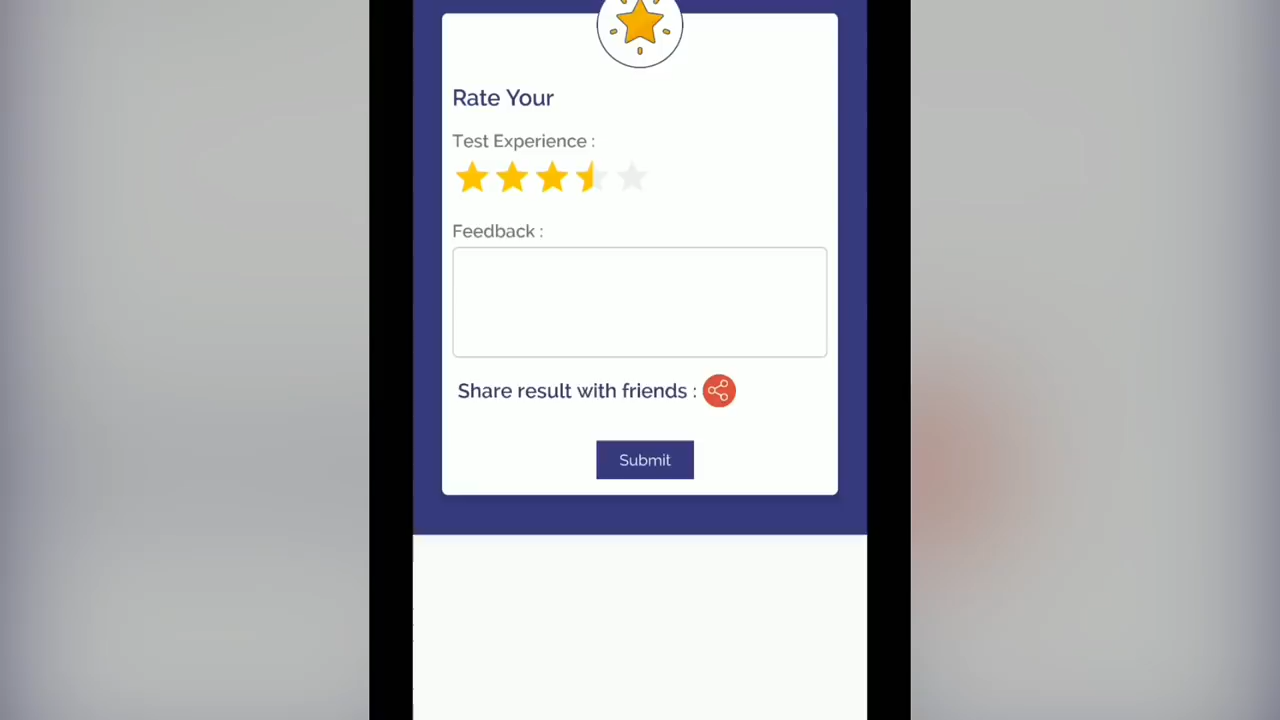 Rate Your
Test Experience :
Feedback :
Share result with friends :
Submit